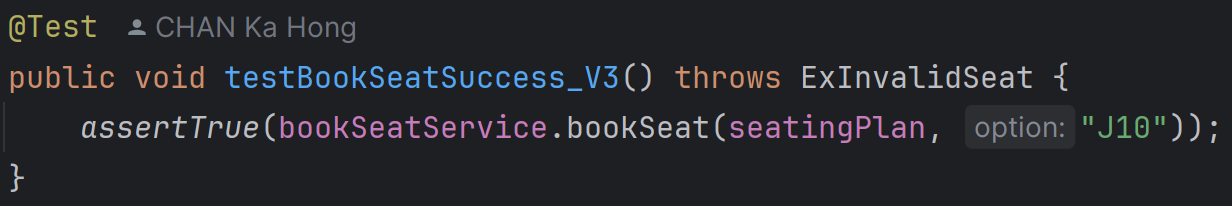 @Test CHAN Ka Hong
public void testBookSeatSuccess_V3() throws ExInvalidSeat {
    assertTrue(bookSeatService.bookSeat(seatingPlan, option: "J10"));
}